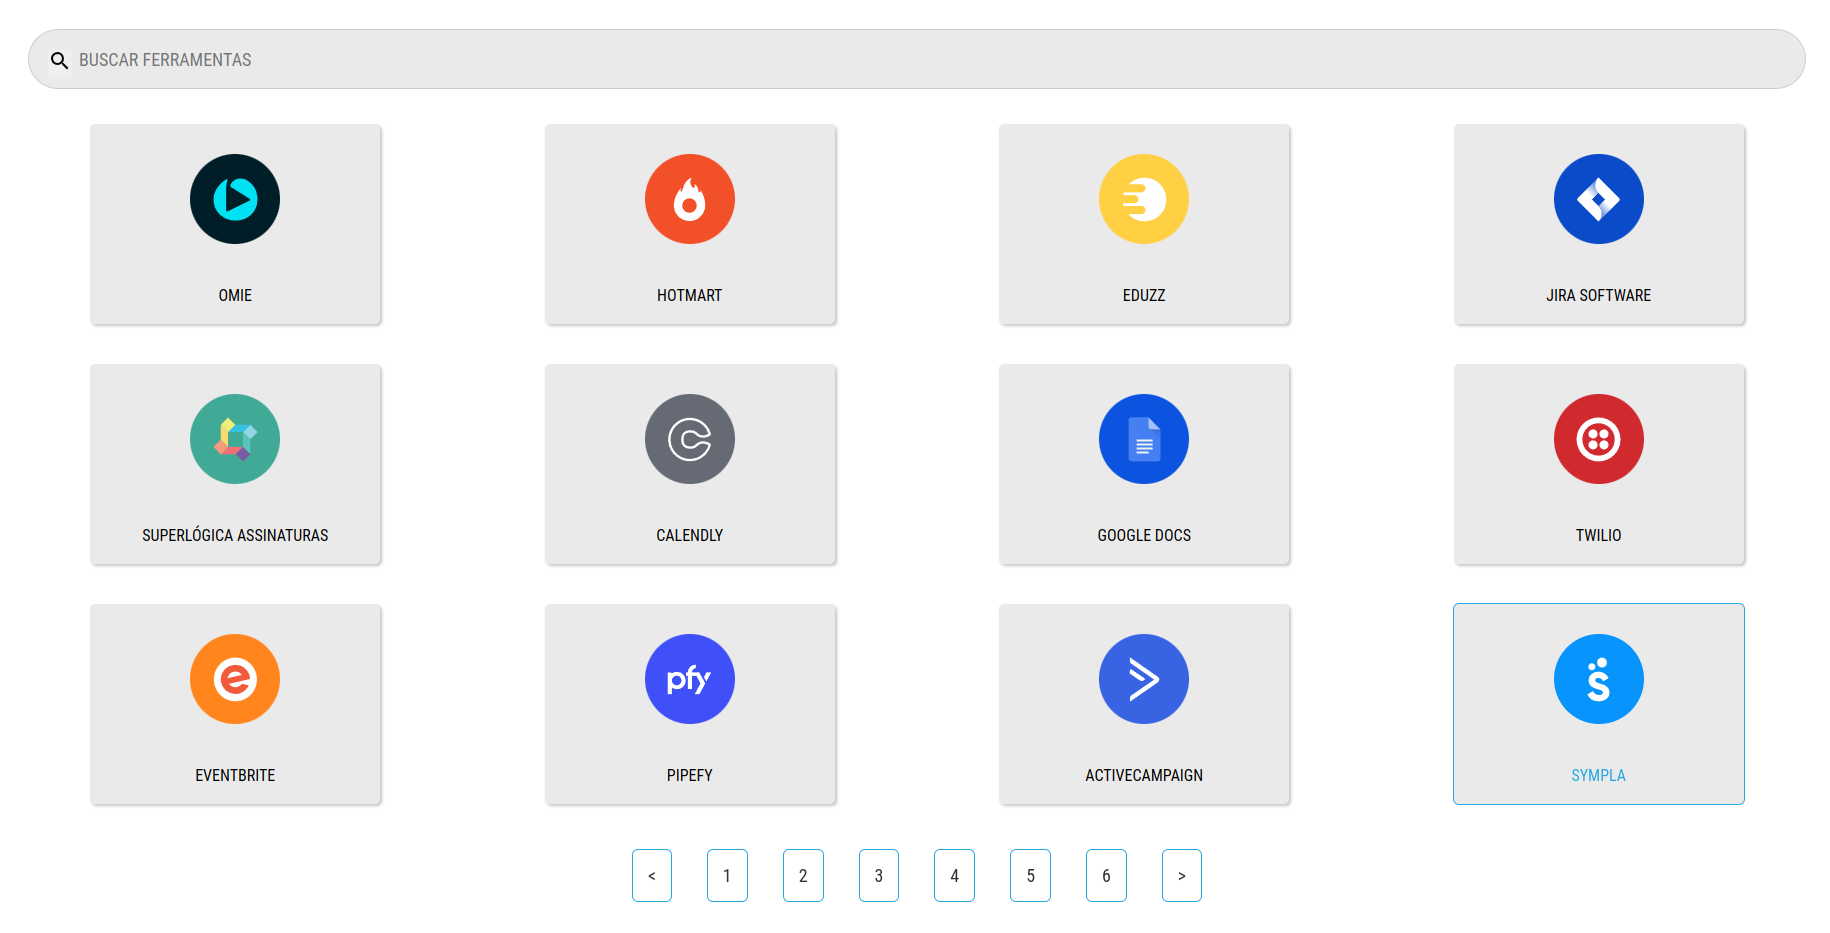 BUSCAR FERRAMENTAS
OMIE
HOTMART
EDUZZ
JIRA SOFTWARE
SUPERLÓGICA ASSINATURAS
CALENDLY
GOOGLE DOCS
TWILIO
e
pfy
EVENTBRITE
PIPEFY
ACTIVECAMPAIGN
SYMPLA
< 1 2 3 4 5 6 >